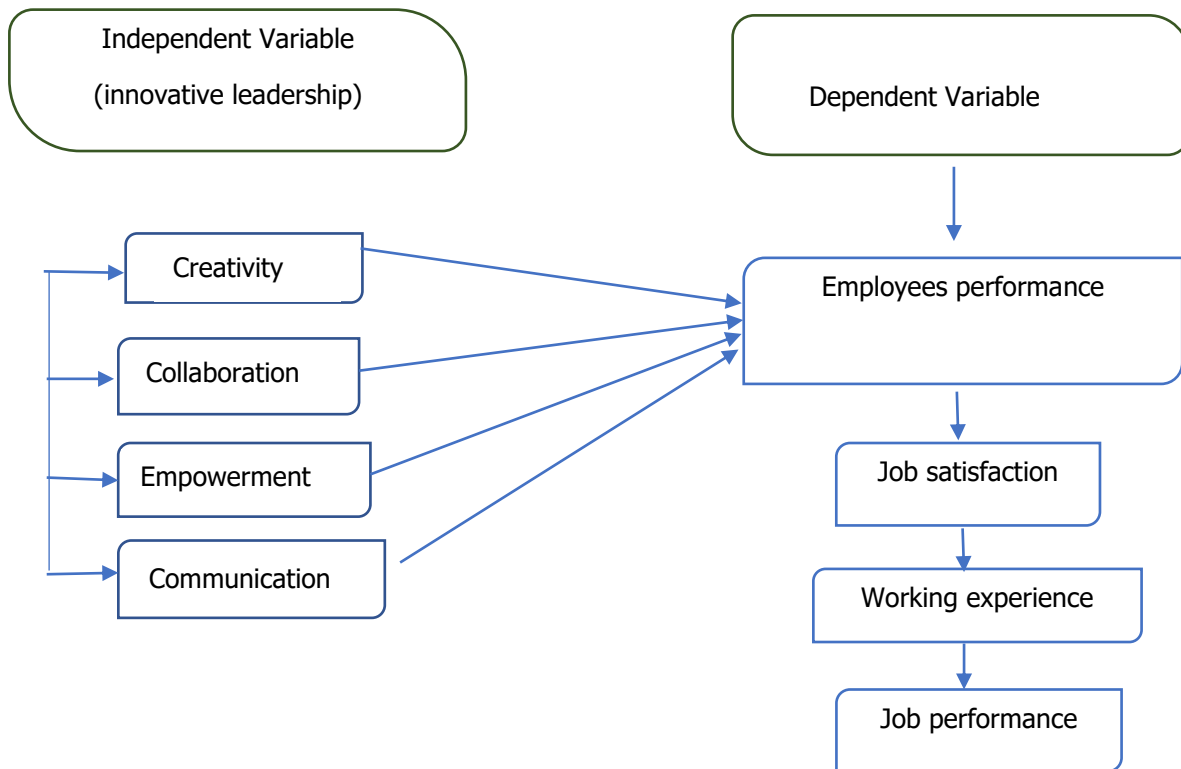 Independent Variable
(innovative leadership)
Dependent Variable
Creativity
Collaboration
Empowerment
Communication
Employees performance
Job satisfaction
Working experience
Job performance